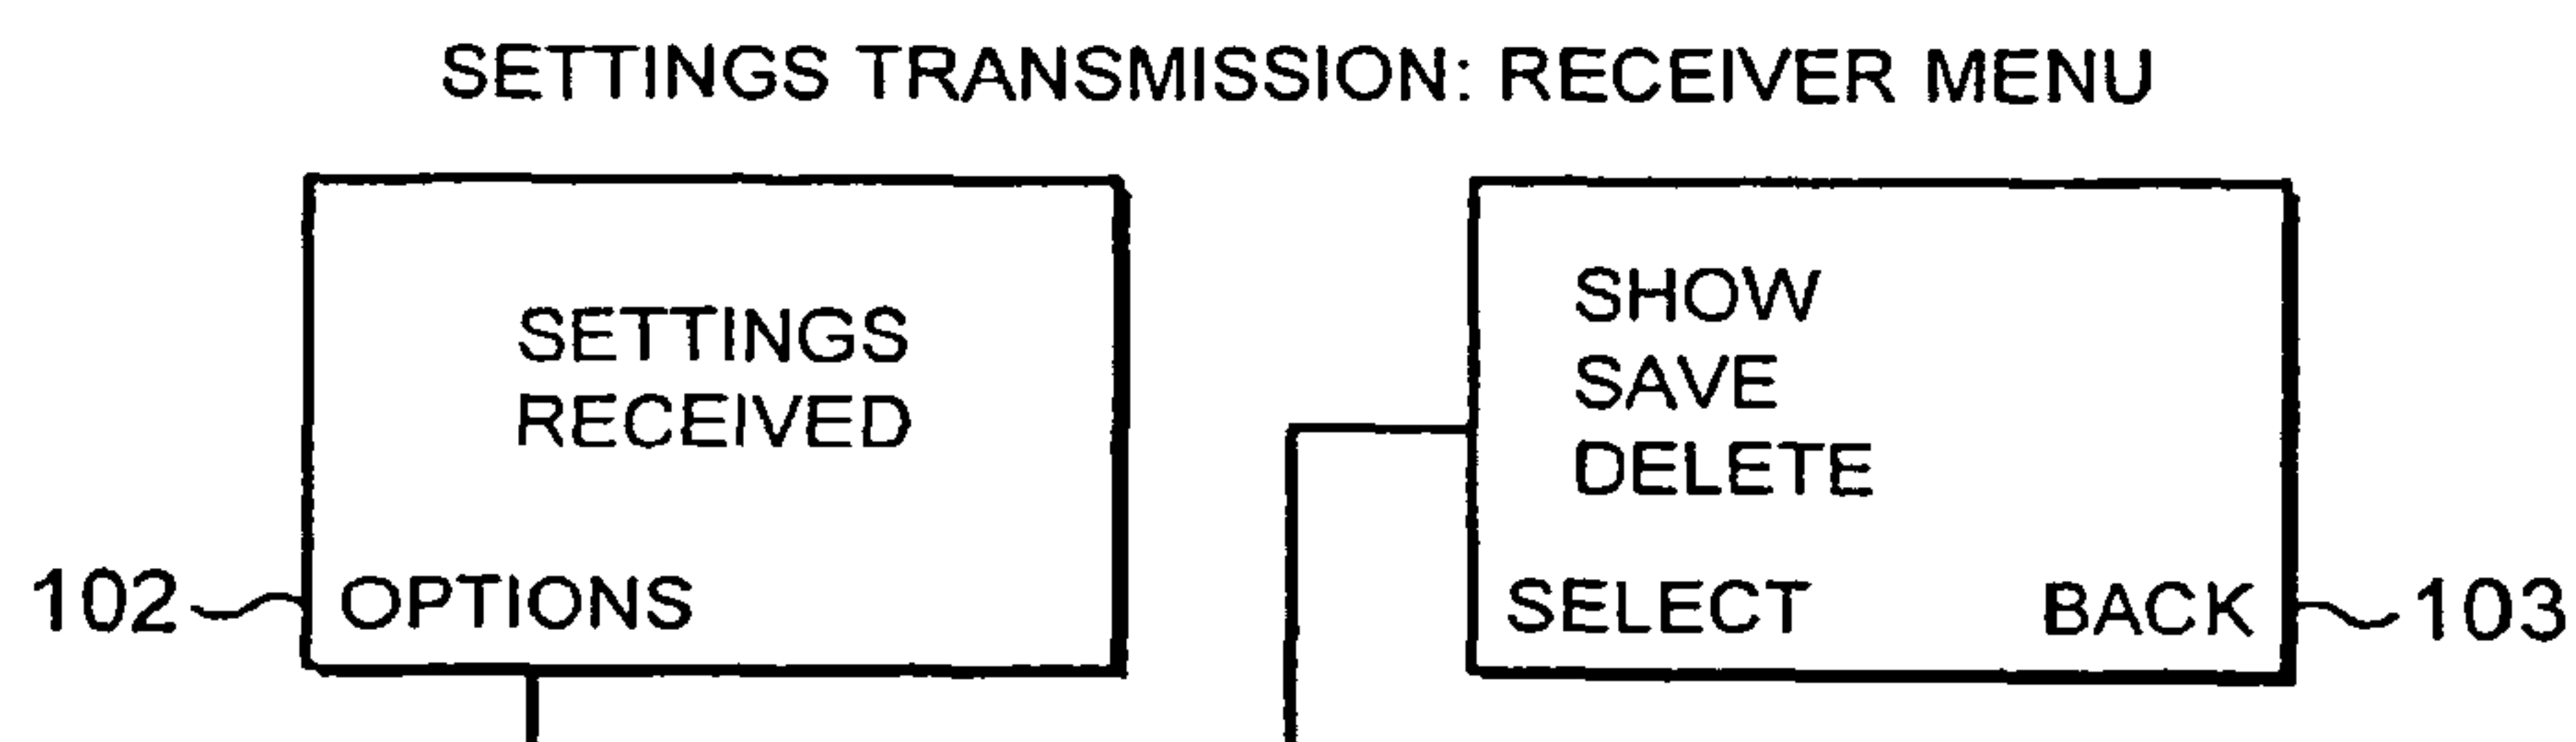 SETTINGS TRANSMISSION: RECEIVER MENU
SETTINGS
RECEIVED
102
OPTIONS
SHOW
SAVE
DELETE
SELECT BACK
103